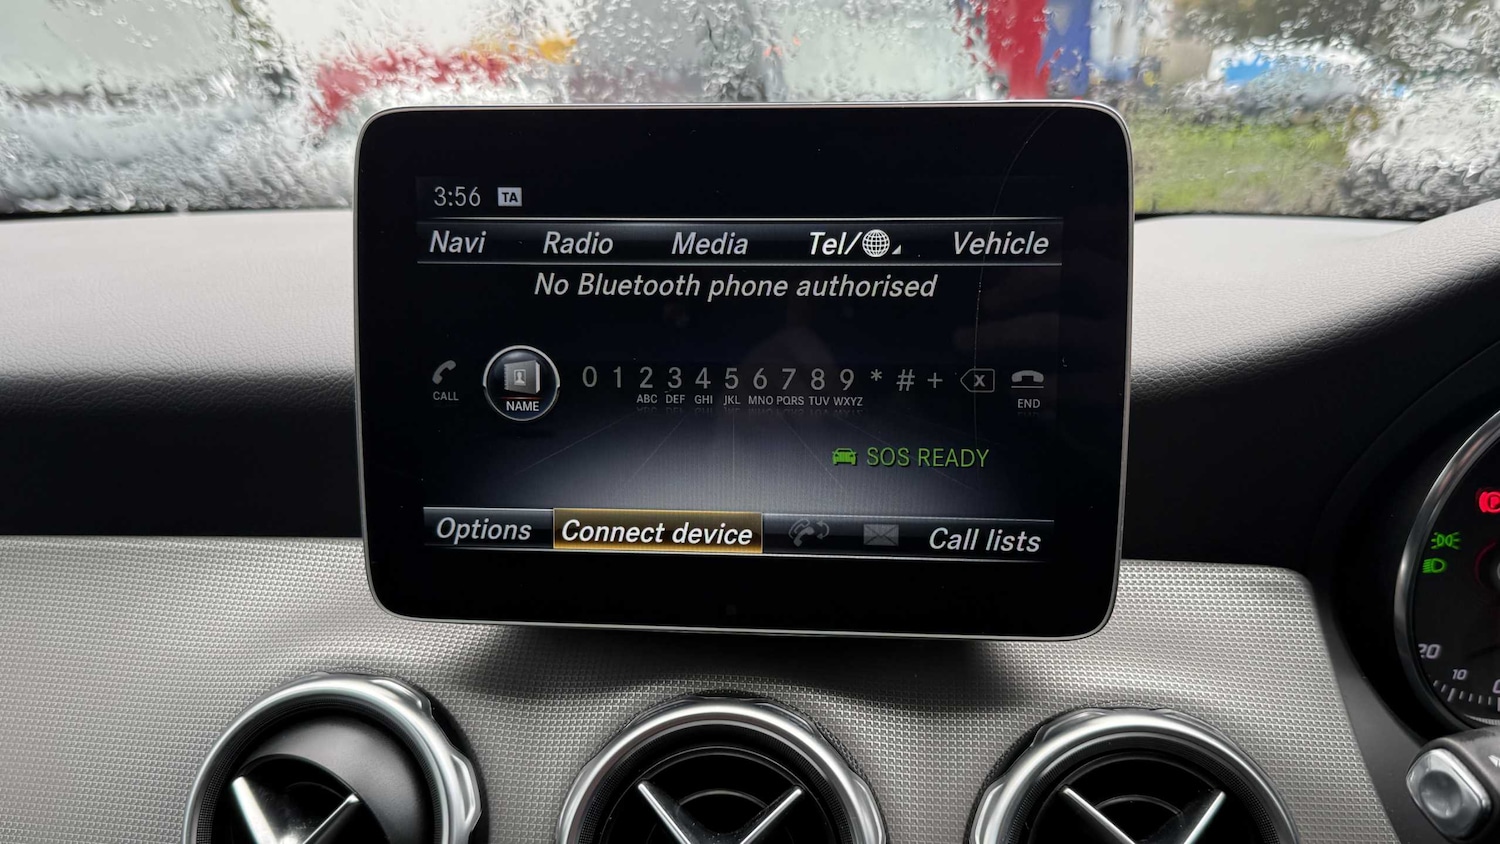 3:56 TA
Navi Radio Media Tel/ Vehicle
No Bluetooth phone authorised
CALL NAME 0 1 2 3 4 5 6 7 8 9 * # + X END
ABC DEF GHI JKL MNO PQRS TUV WXYZ
SOS READY
Options Connect device Call lists
20
10